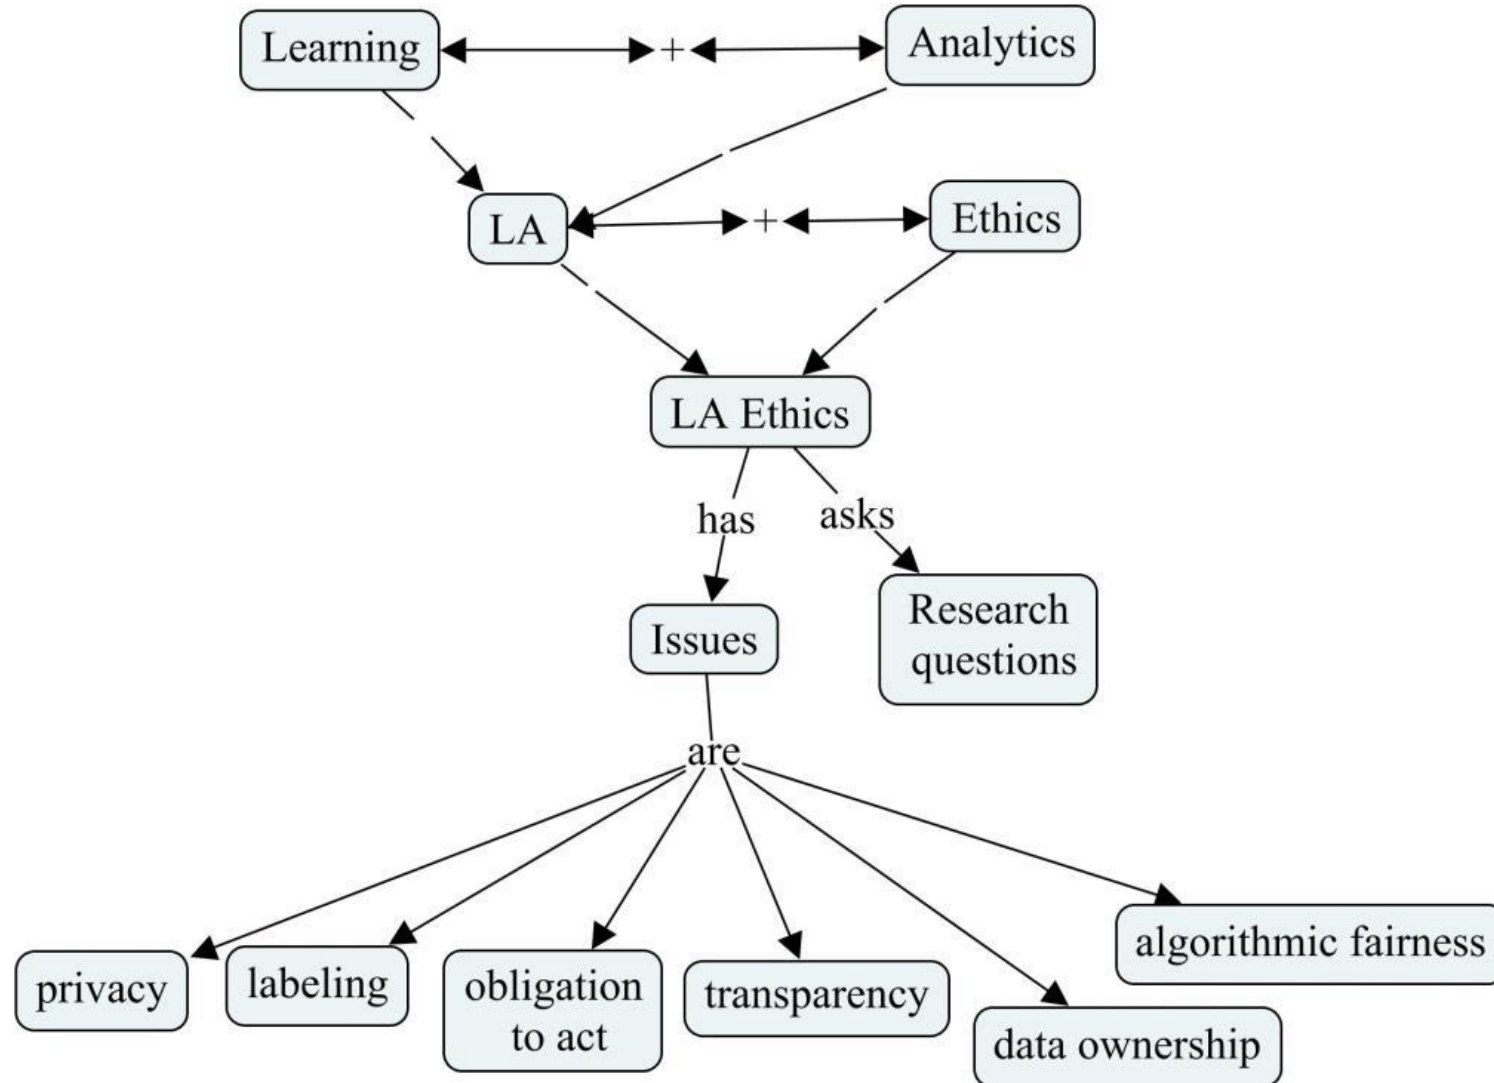 Learning
+
Analytics
LA
+
Ethics
LA Ethics
has
asks
Issues
Research
questions
are
privacy
labeling
obligation
to act
transparency
data ownership
algorithmic fairness